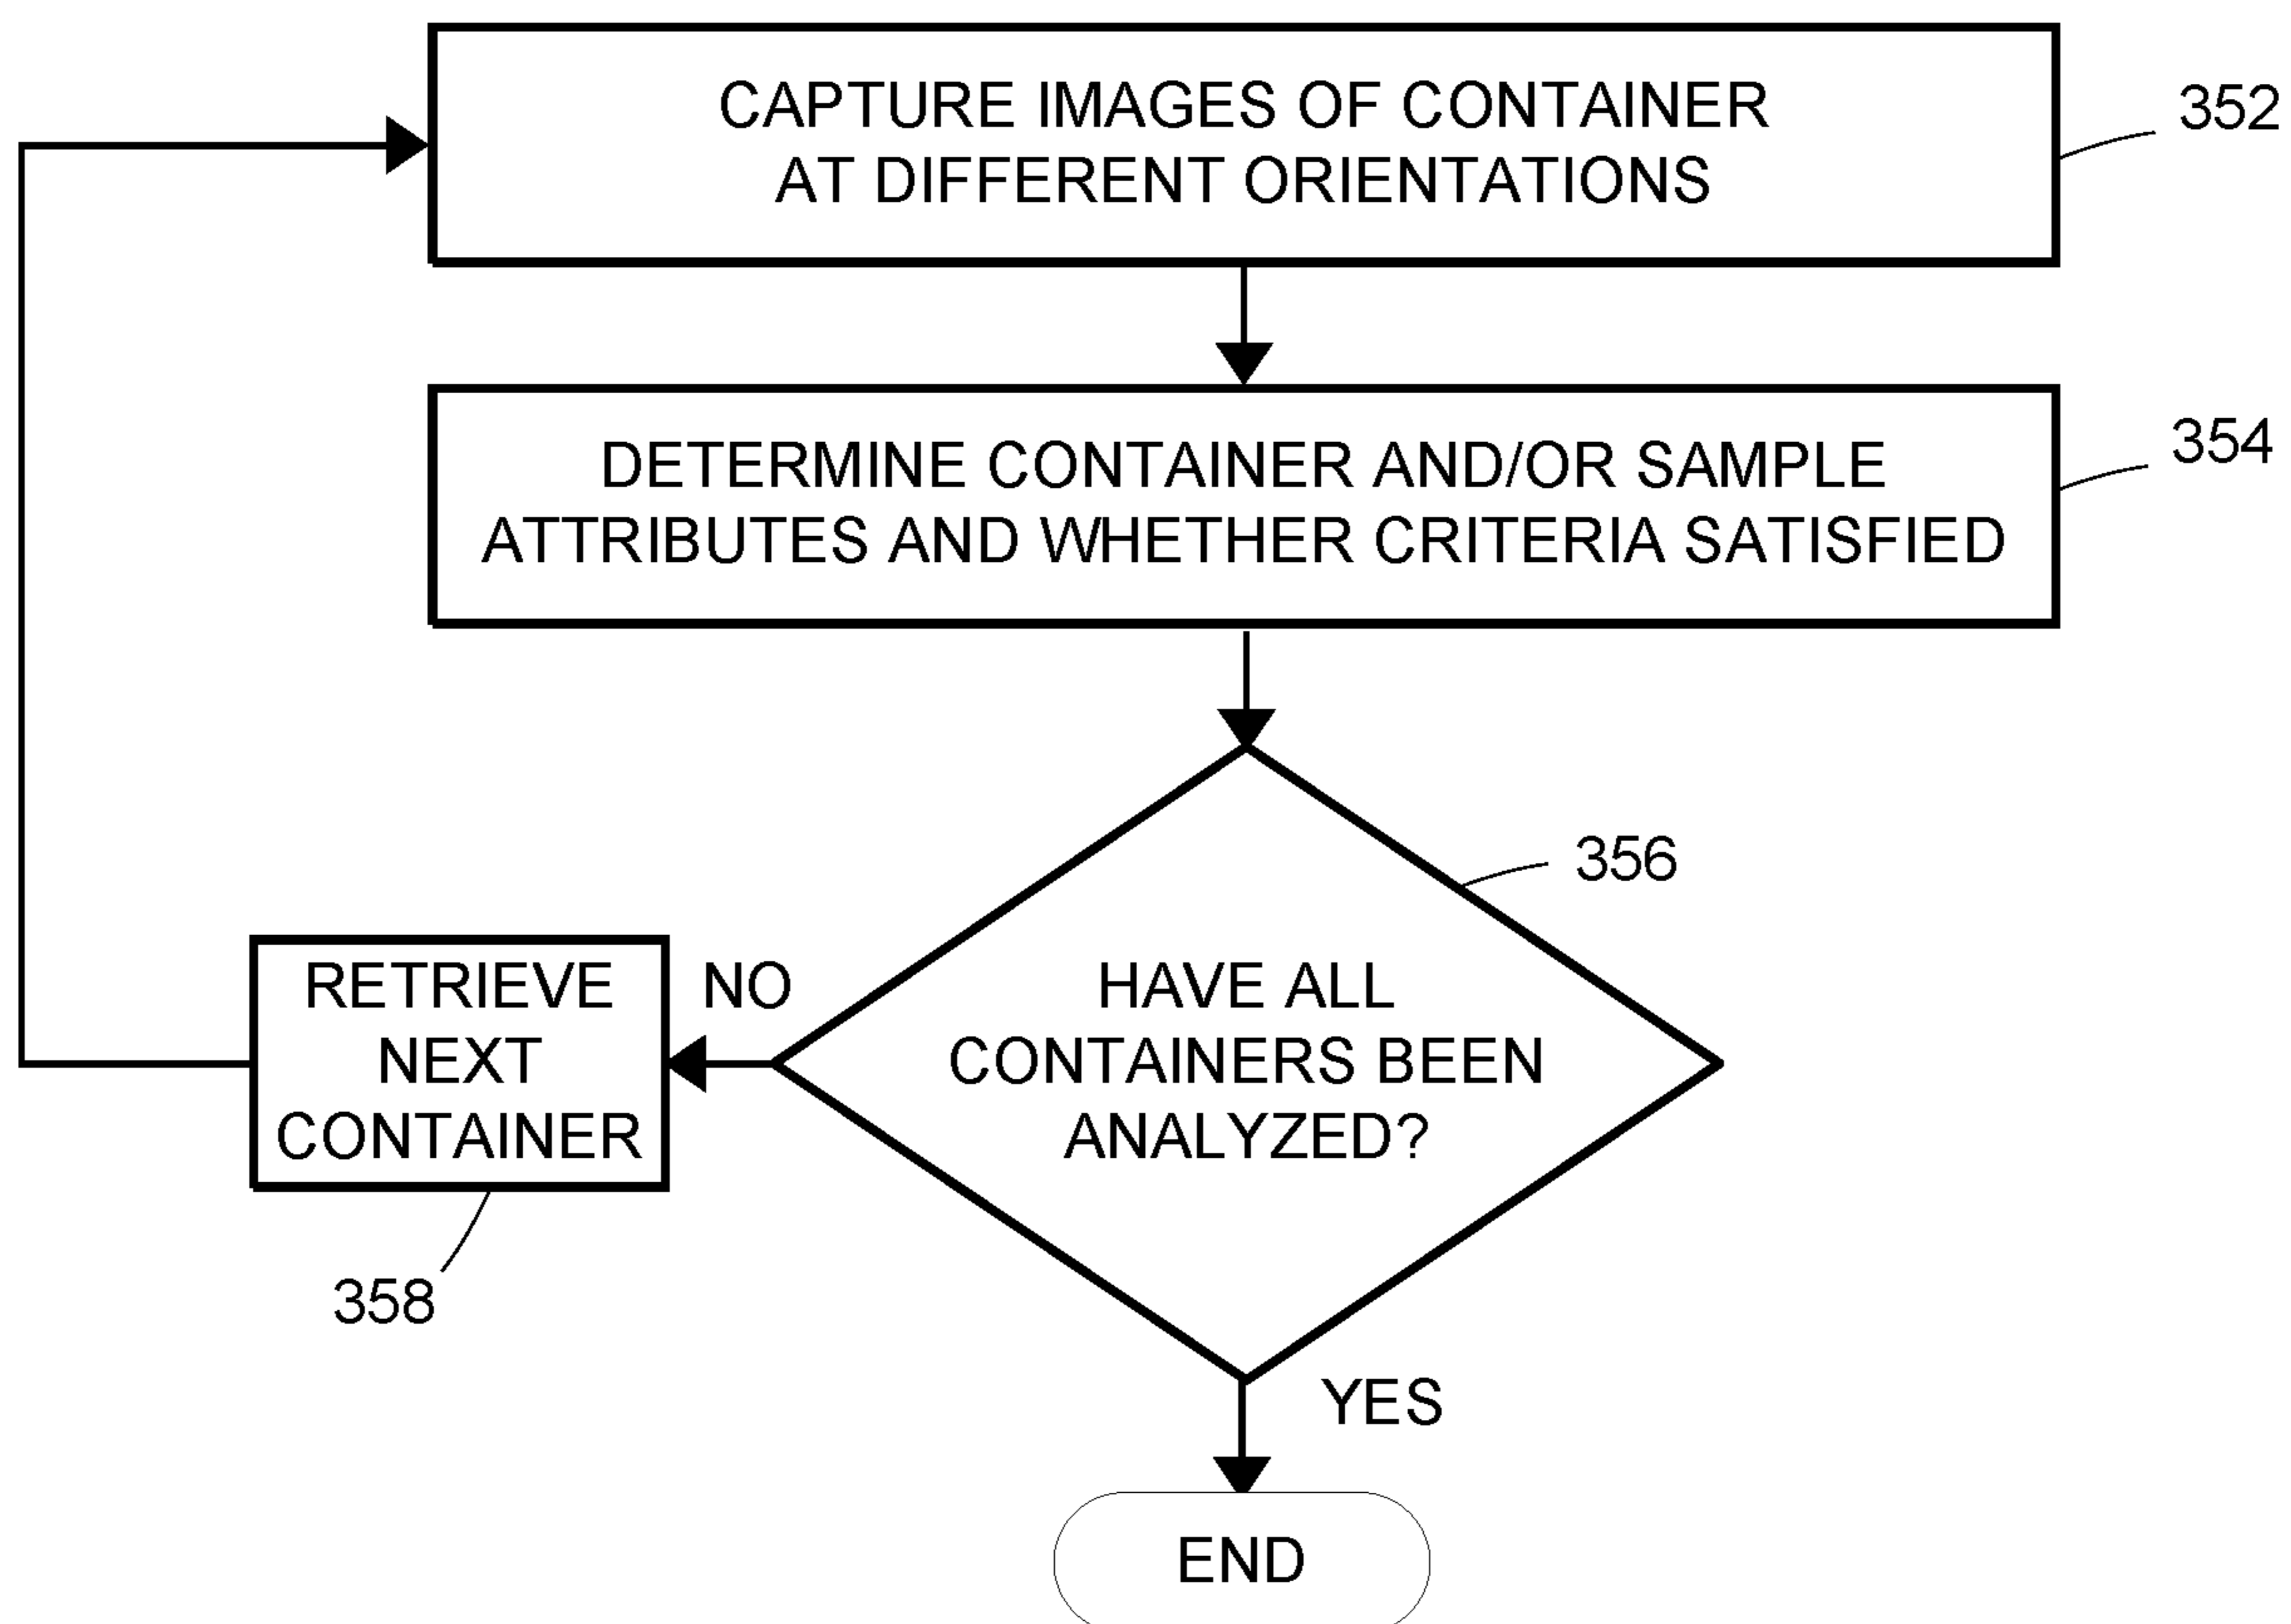 CAPTURE IMAGES OF CONTAINER
AT DIFFERENT ORIENTATIONS
352
DETERMINE CONTAINER AND/OR SAMPLE
ATTRIBUTES AND WHETHER CRITERIA SATISFIED
354
356
HAVE ALL
CONTAINERS BEEN
ANALYZED?
NO
RETRIEVE
NEXT
CONTAINER
358
YES
END